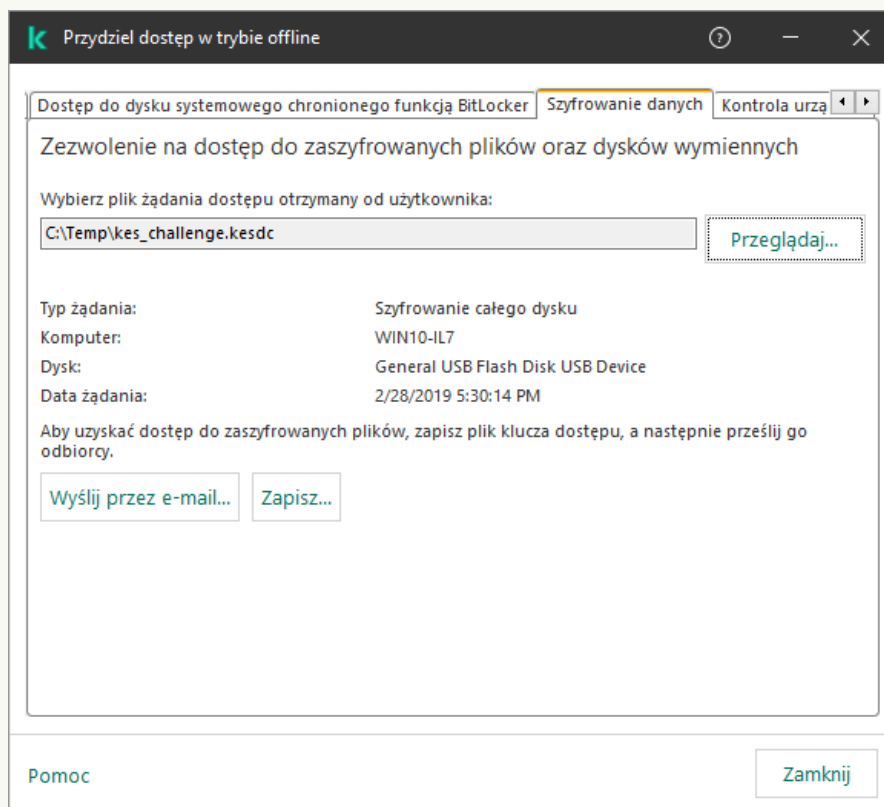 Przydziel dostęp w trybie offline
Dostęp do dysku systemowego chronionego funkcją BitLocker Szyfrowanie danych Kontrola urzą
Zezwolenie na dostęp do zaszyfrowanych plików oraz dysków wymiennych
Wybierz plik żądania dostępu otrzymany od użytkownika:
C:\Temp\kes_challenge.kesdc Przeglądaj...
Typ żądania: Szyfrowanie całego dysku
Komputer: WIN10-IL7
Dysk: General USB Flash Disk USB Device
Data żądania: 2/28/2019 5:30:14 PM
Aby uzyskać dostęp do zaszyfrowanych plików, zapisz plik klucza dostępu, a następnie prześlij go
odbiorcy.
Wyślij przez e-mail... Zapisz...
Pomoc Zamknij